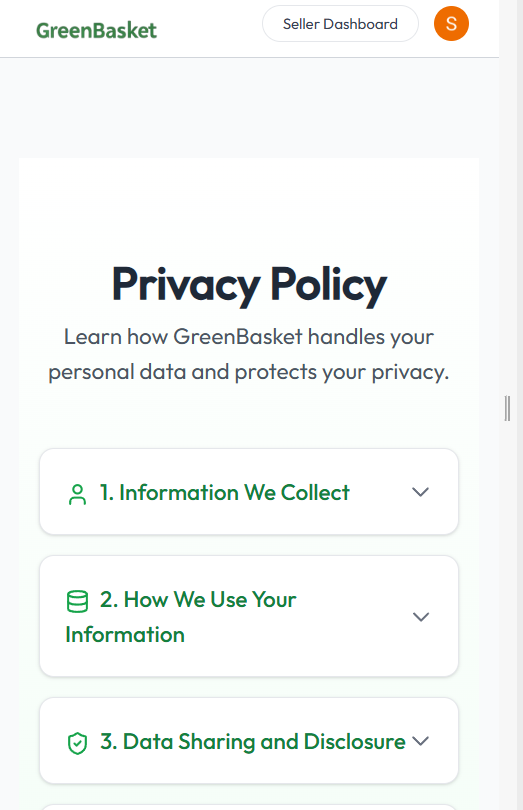 GreenBasket
Seller Dashboard
S
Privacy Policy
Learn how GreenBasket handles your
personal data and protects your privacy.
1. Information We Collect
2. How We Use Your
Information
3. Data Sharing and Disclosure